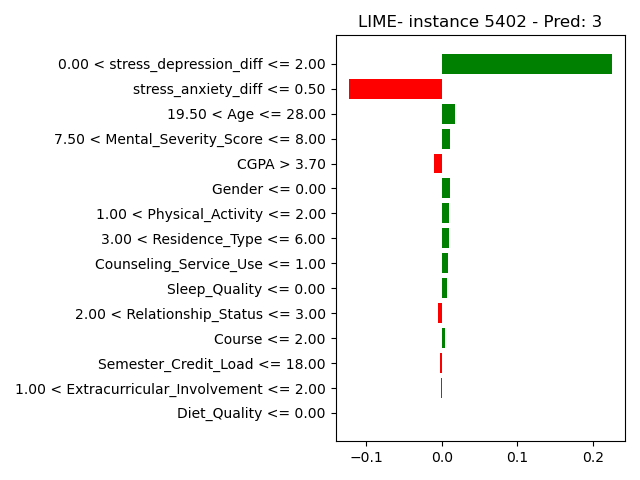 LIME- instance 5402 - Pred: 3
0.00 < stress_depression_diff <= 2.00
stress_anxiety_diff <= 0.50
19.50 < Age <= 28.00
7.50 < Mental_Severity_Score <= 8.00
CGPA > 3.70
Gender <= 0.00
1.00 < Physical_Activity <= 2.00
3.00 < Residence_Type <= 6.00
Counseling_Service_Use <= 1.00
Sleep_Quality <= 0.00
2.00 < Relationship_Status <= 3.00
Course <= 2.00
Semester_Credit_Load <= 18.00
1.00 < Extracurricular_Involvement <= 2.00
Diet_Quality <= 0.00
−0.1 0.0 0.1 0.2